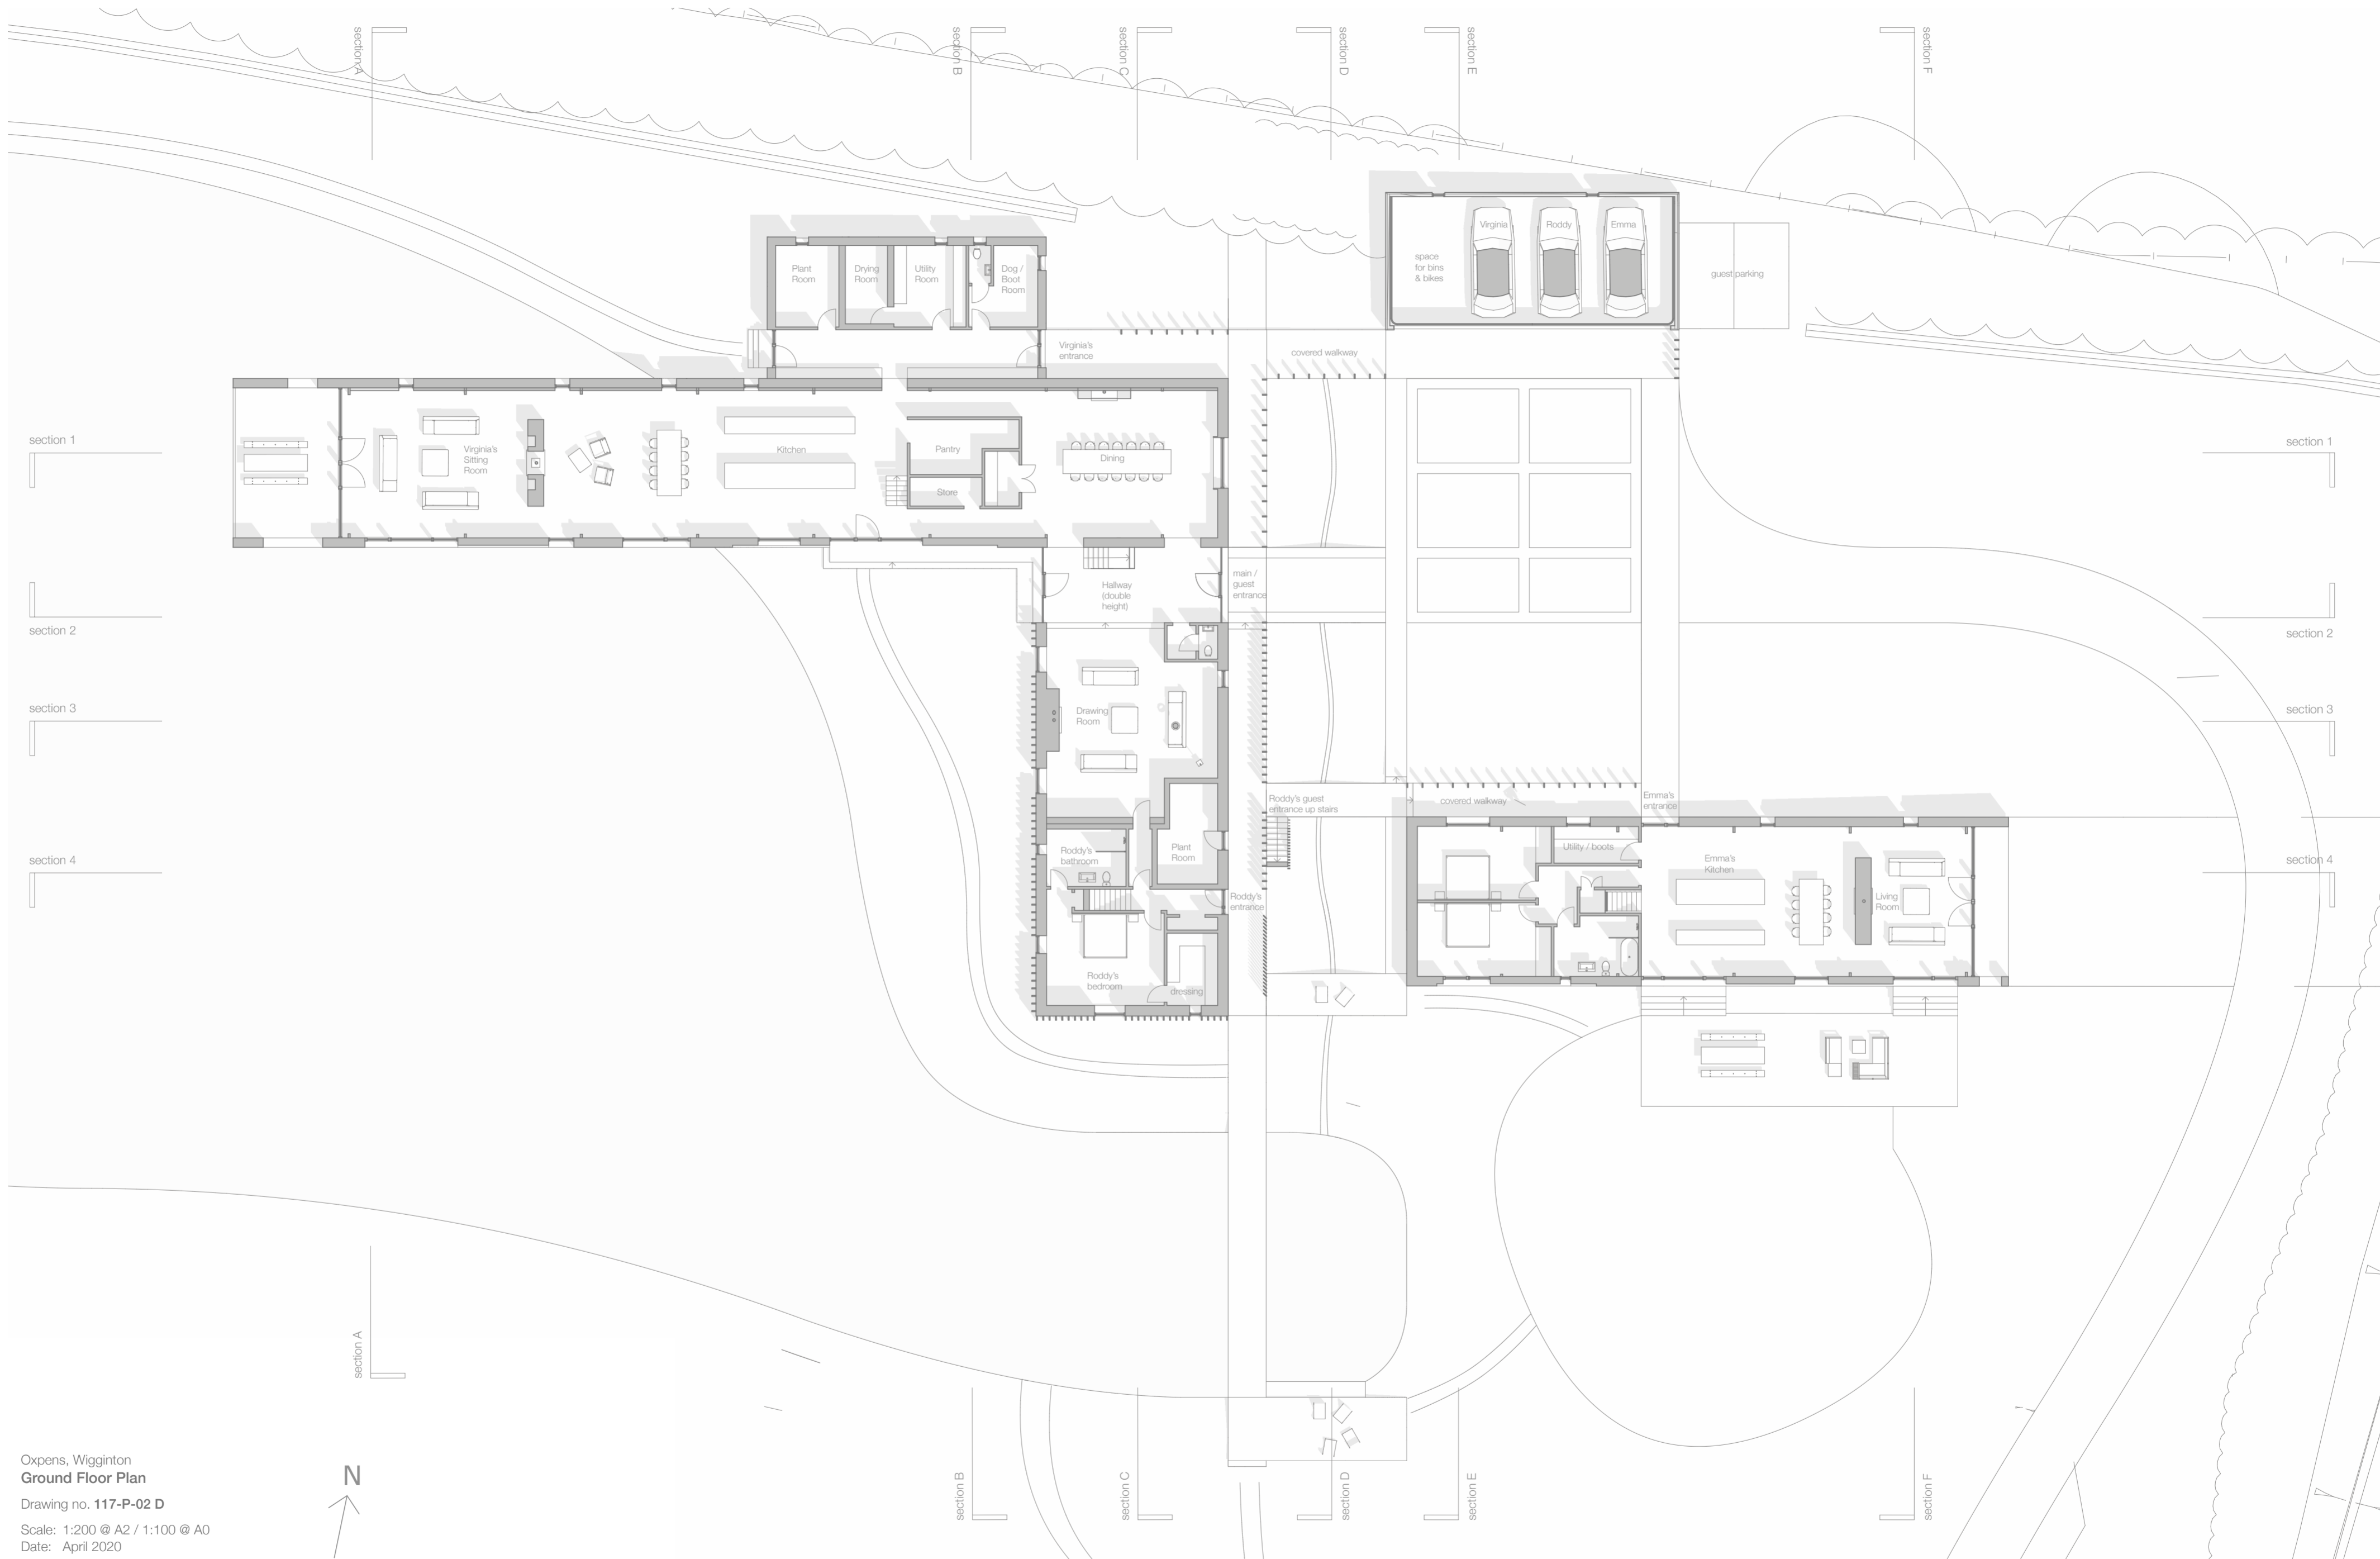 section A
section B
section C
section D
section E
section F
Virginia
Roddy
Emma
space
for bins
& bikes
guest parking
Plant
Room
Drying
Room
Utility
Room
Dog /
Boot
Room
Virginia's
entrance
covered walkway
section 1
section 1
Virginia's
Sitting
Room
Kitchen
Pantry
Store
Dining
Hallway
(double
height)
main /
guest
entrance
section 2
section 2
section 3
section 3
Drawing
Room
Roddy's guest
entrance up stairs
covered walkway
Emma's
entrance
section 4
section 4
Roddy's
bathroom
Plant
Room
Utility / boots
Emma's
Kitchen
Living
Room
Roddy's
entrance
Roddy's
bedroom
dressing
section A
section B
section C
section D
section E
section F
Oxpens, Wigginton
Ground Floor Plan
Drawing no. 117-P-02 D
Scale: 1:200 @ A2 / 1:100 @ A0
Date: April 2020
N